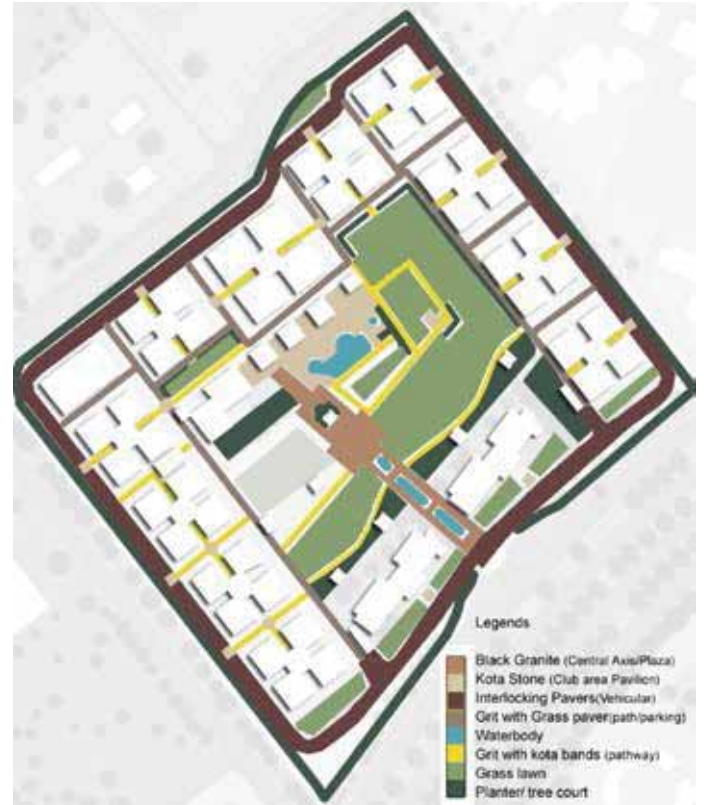 Legends
Black Granite (Central Axis/Plaza)
Kota Stone (Club area Pavilion)
Interlocking Pavers(Vehicular)
Grit with Grass paver(path/parking)
Waterbody
Grit with kota bands (pathway)
Grass lawn
Planter/ tree court